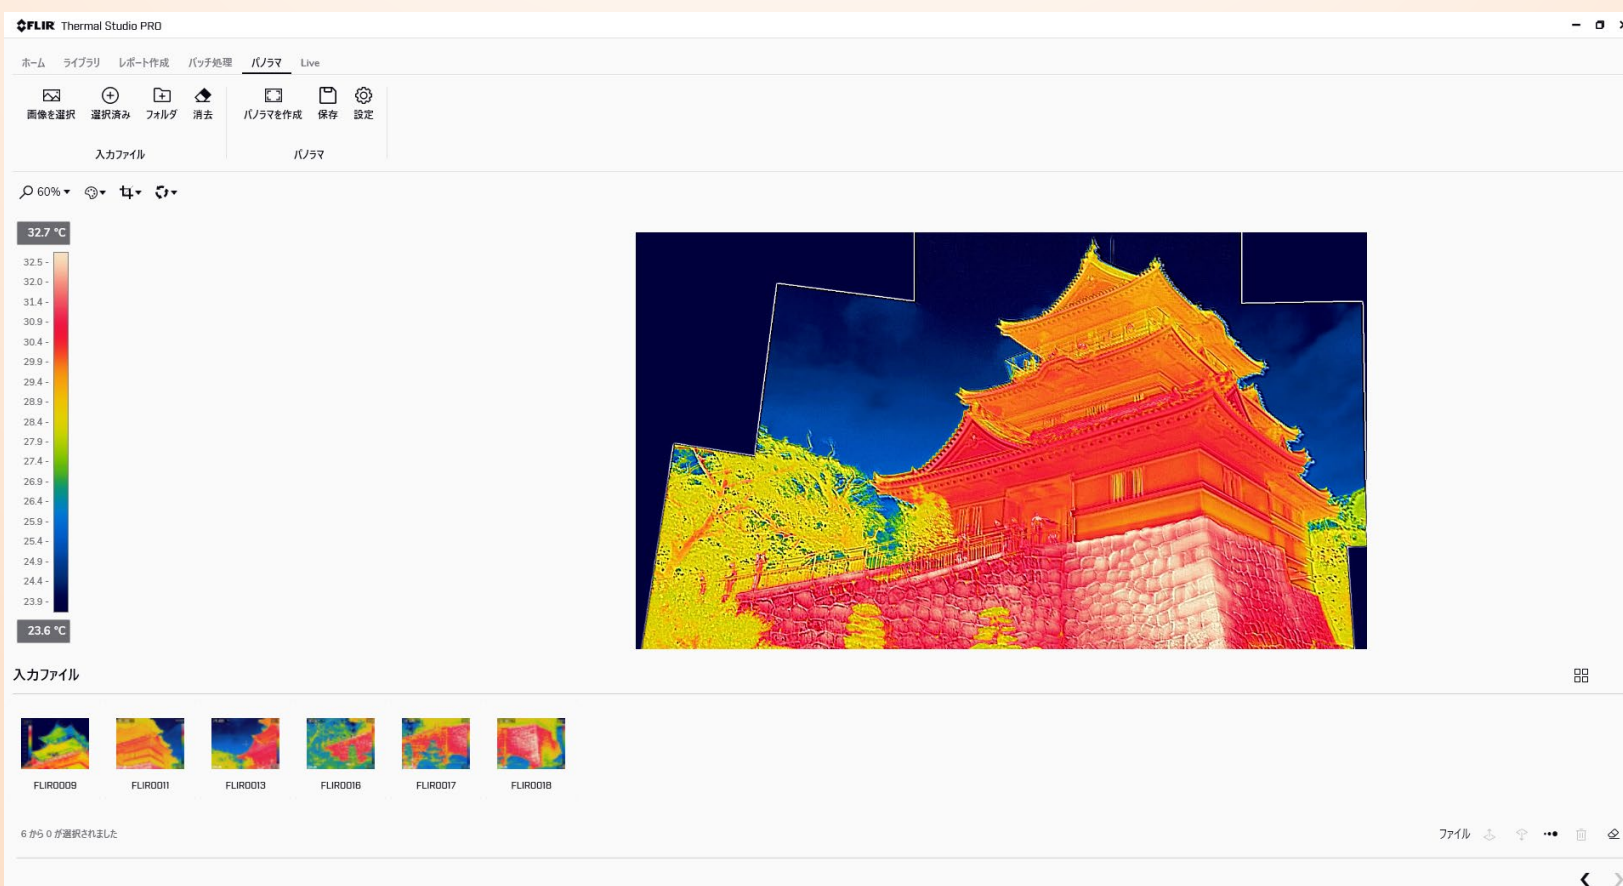 FLIR Thermal Studio PRO
ホーム ライブラリ レポート作成 バッチ処理 パノラマ Live
画像を選択 選択済み フォルダ 消去 パノラマを作成 保存 設定
入力ファイル パノラマ
60%
32.7 °C
32.5 -
32.0 -
31.4 -
30.9 -
30.4 -
29.9 -
29.4 -
28.9 -
28.4 -
27.9 -
27.4 -
26.9 -
26.4 -
25.9 -
25.4 -
24.9 -
24.4 -
23.9 -
23.6 °C
入力ファイル
FLIR0009 FLIR0011 FLIR0013 FLIR0016 FLIR0017 FLIR0018
6 から 0 が選択されました
ファイル